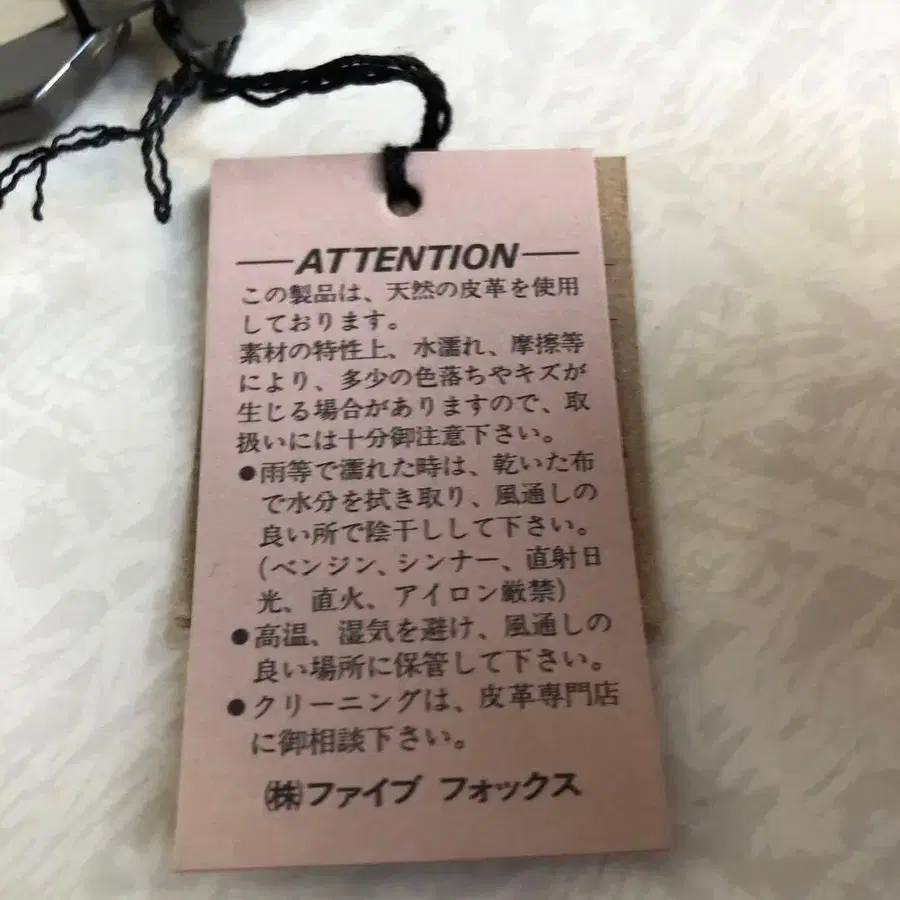 ATTENTION
この製品は、天然の皮革を使用
しております。
素材の特性上、水濡れ、摩擦等
により、多少の色落ちやキズが
生じる場合がありますので、取
扱いには十分御注意下さい。
●雨等で濡れた時は、乾いた布
で水分を拭き取り、風通しの
良い所で陰干しして下さい。
(ベンジン、シンナー、直射日
光、直火、アイロン厳禁)
●高温、湿気を避け、風通しの
良い場所に保管して下さい。
●クリーニングは、皮革専門店
に御相談下さい。
㈱ファイブ フォックス